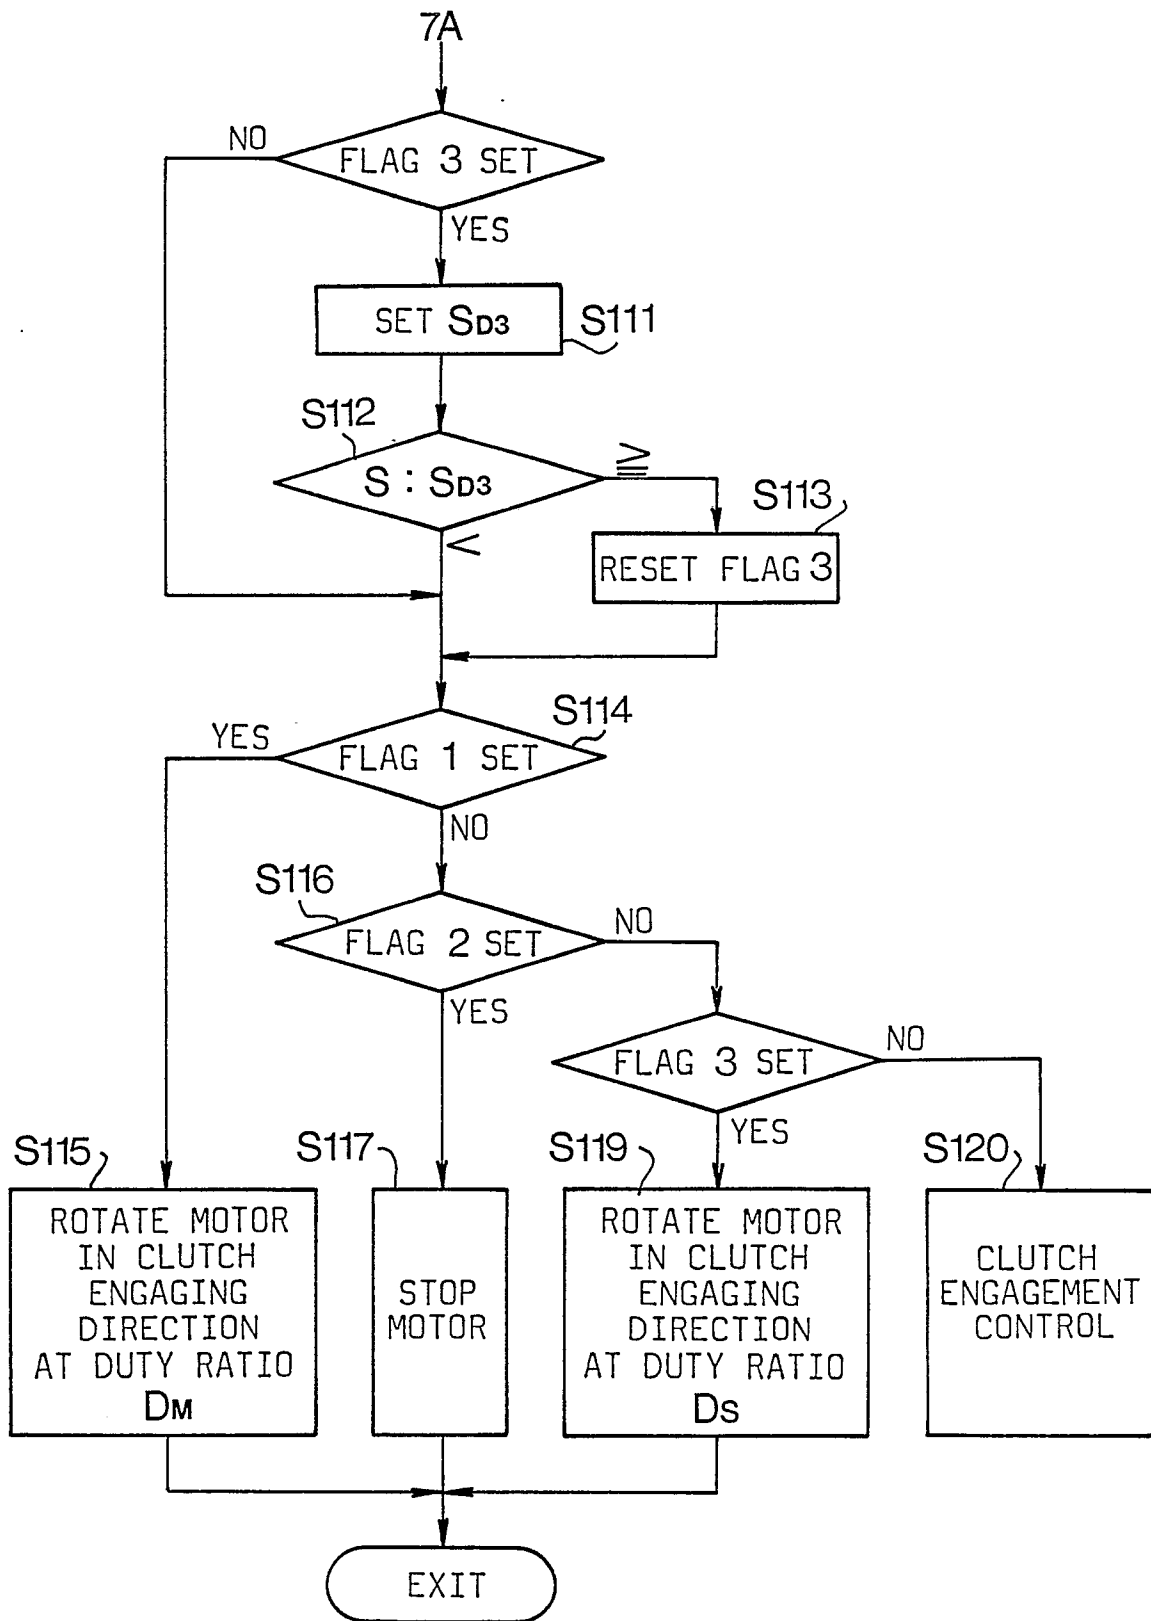 7A
NO
FLAG 3 SET
YES
SET SD3
S111
S112
S : SD3
≧
<
S113
RESET FLAG 3
S114
YES
FLAG 1 SET
NO
S116
FLAG 2 SET
NO
YES
FLAG 3 SET
NO
YES
S115
ROTATE MOTOR
IN CLUTCH
ENGAGING
DIRECTION
AT DUTY RATIO
DM
S117
STOP
MOTOR
S119
ROTATE MOTOR
IN CLUTCH
ENGAGING
DIRECTION
AT DUTY RATIO
DS
S120
CLUTCH
ENGAGEMENT
CONTROL
EXIT